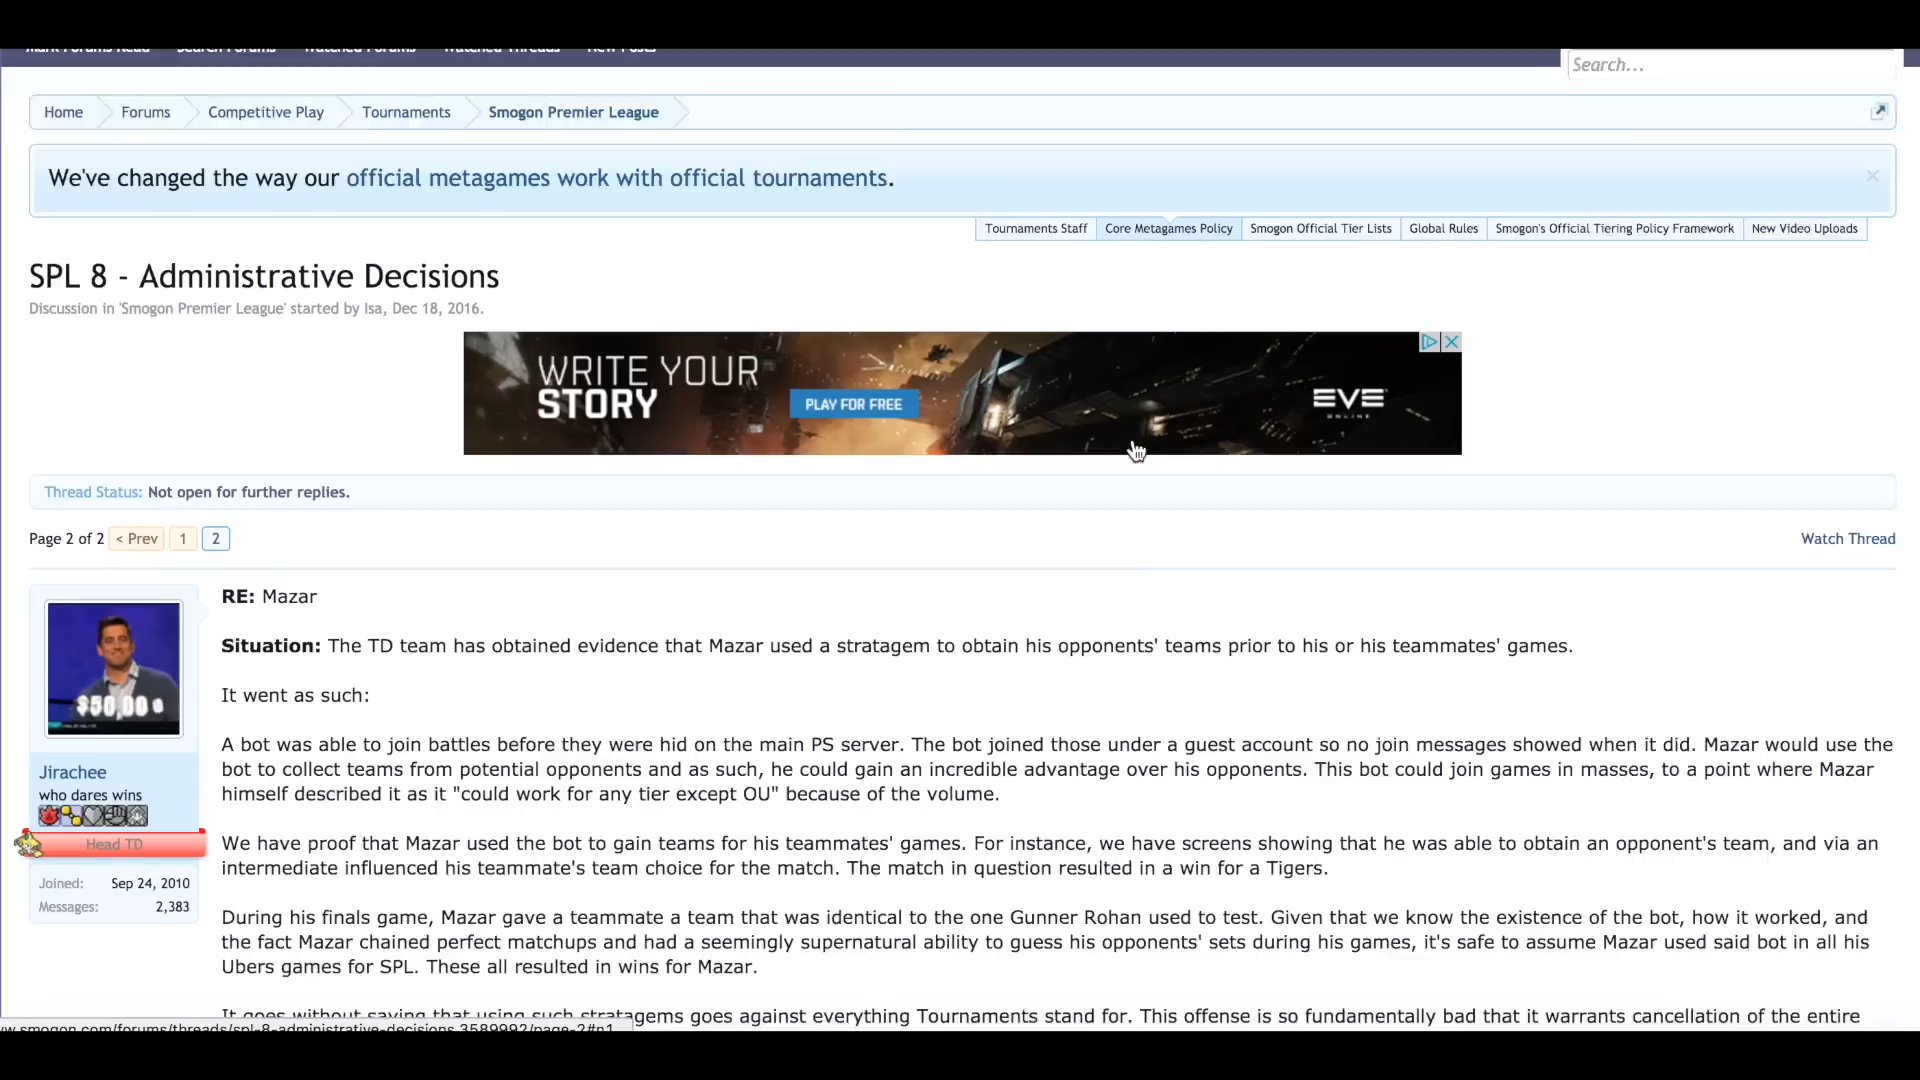 Mark Forums Read Search Forums Watched Forums Watched Threads New Posts
Search...
Home Forums Competitive Play Tournaments Smogon Premier League
We've changed the way our official metagames work with official tournaments.
Tournaments Staff Core Metagames Policy Smogon Official Tier Lists Global Rules Smogon's Official Tiering Policy Framework New Video Uploads
SPL 8 - Administrative Decisions
Discussion in 'Smogon Premier League' started by Isa, Dec 18, 2016.
WRITE YOUR
STORY
PLAY FOR FREE
EVE
ONLINE
Thread Status: Not open for further replies.
Page 2 of 2 < Prev 1 2
Watch Thread
RE: Mazar
Situation: The TD team has obtained evidence that Mazar used a stratagem to obtain his opponents' teams prior to his or his teammates' games.
It went as such:
A bot was able to join battles before they were hid on the main PS server. The bot joined those under a guest account so no join messages showed when it did. Mazar would use the
bot to collect teams from potential opponents and as such, he could gain an incredible advantage over his opponents. This bot could join games in masses, to a point where Mazar
himself described it as it "could work for any tier except OU" because of the volume.
We have proof that Mazar used the bot to gain teams for his teammates' games. For instance, we have screens showing that he was able to obtain an opponent's team, and via an
intermediate influenced his teammate's team choice for the match. The match in question resulted in a win for a Tigers.
During his finals game, Mazar gave a teammate a team that was identical to the one Gunner Rohan used to test. Given that we know the existence of the bot, how it worked, and
the fact Mazar chained perfect matchups and had a seemingly supernatural ability to guess his opponents' sets during his games, it's safe to assume Mazar used said bot in all his
Ubers games for SPL. These all resulted in wins for Mazar.
It goes without saying that using such stratagems goes against everything Tournaments stand for. This offense is so fundamentally bad that it warrants cancellation of the entire
Jirachee
who dares wins
Head TD
Joined: Sep 24, 2010
Messages: 2,383
w.smogon.com/forums/threads/spl-8-administrative-decisions.3589992/page-2#n1